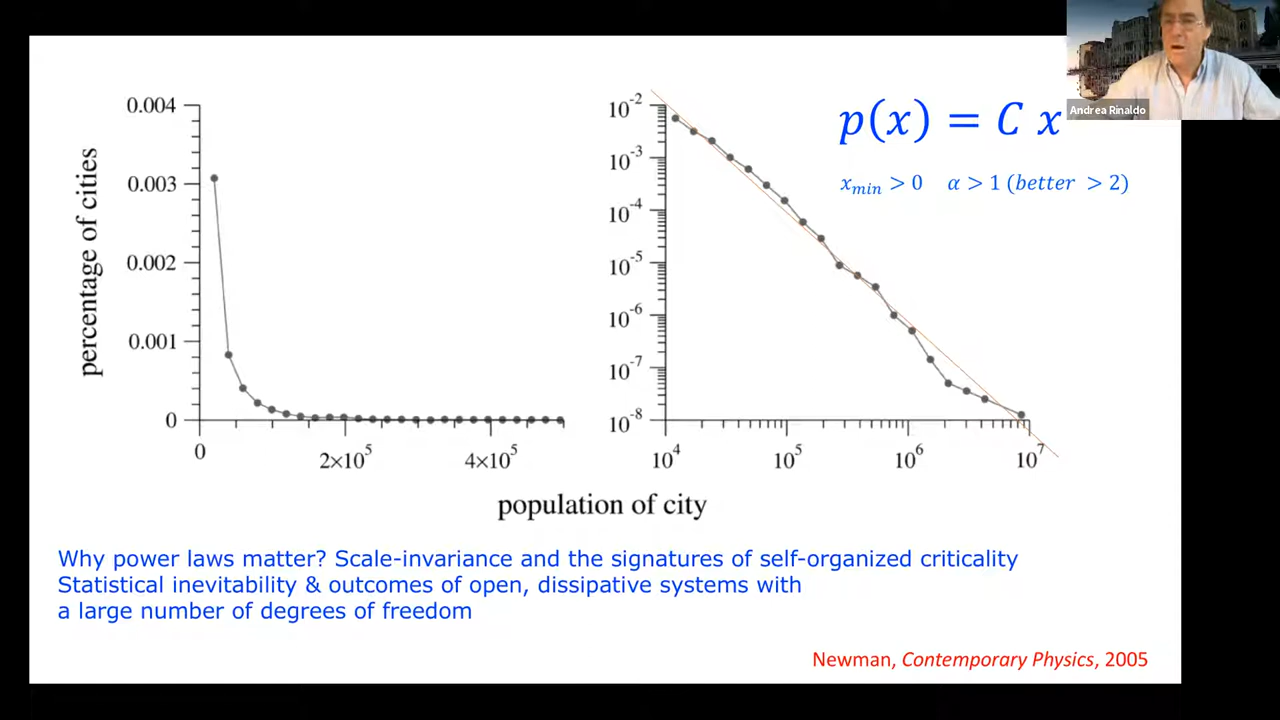 Andrea Rinaldo
p(x) = C x
x_min > 0 α > 1 (better > 2)
percentage of cities
0.004
0.003
0.002
0.001
0
0
2×10⁵
4×10⁵
10⁻²
10⁻³
10⁻⁴
10⁻⁵
10⁻⁶
10⁻⁷
10⁻⁸
10⁴
10⁵
10⁶
10⁷
population of city
Why power laws matter? Scale-invariance and the signatures of self-organized criticality
Statistical inevitability & outcomes of open, dissipative systems with
a large number of degrees of freedom
Newman, Contemporary Physics, 2005